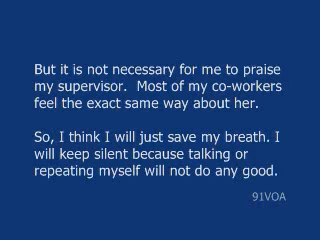 But it is not necessary for me to praise
my supervisor.  Most of my co-workers
feel the exact same way about her.

So, I think I will just save my breath. I
will keep silent because talking or
repeating myself will not do any good.
91VOA